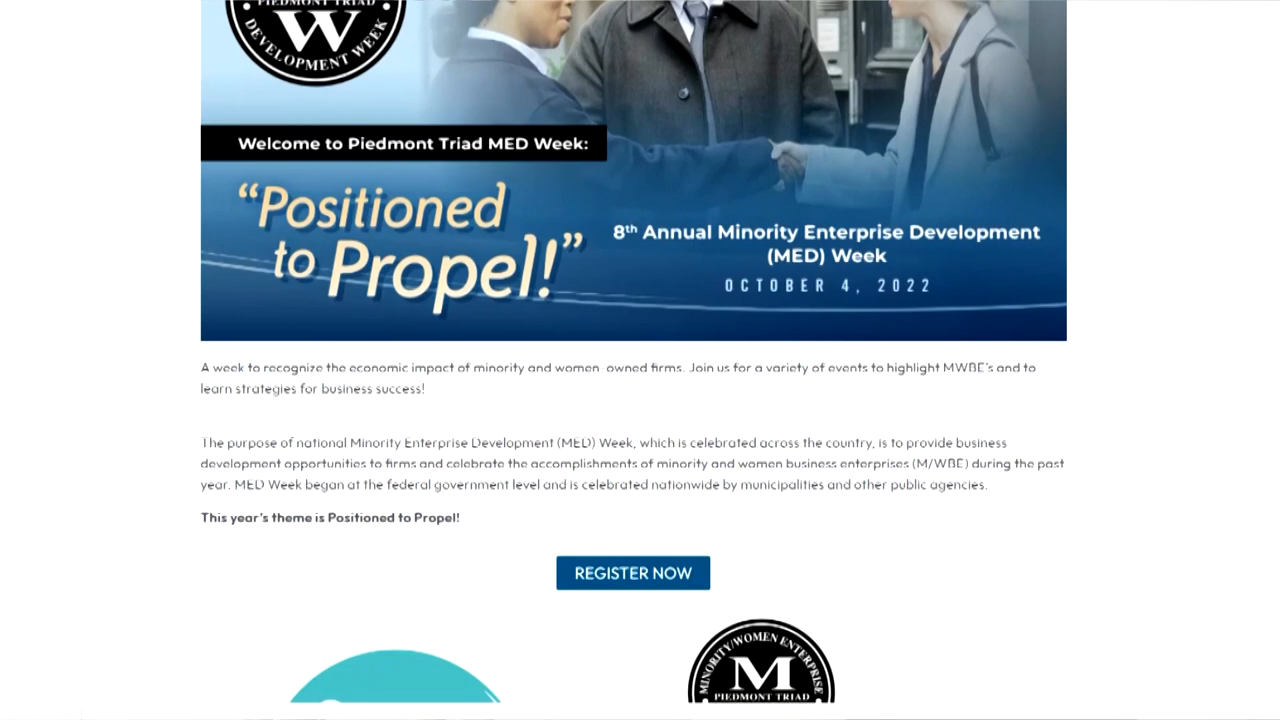 PIEDMONT TRIAD
W
DEVELOPMENT WEEK
Welcome to Piedmont Triad MED Week:
“Positioned
to Propel!”
8th Annual Minority Enterprise Development
(MED) Week
OCTOBER 4, 2022
A week to recognize the economic impact of minority and women-owned firms. Join us for a variety of events to highlight MWBE's and to
learn strategies for business success!
The purpose of national Minority Enterprise Development (MED) Week, which is celebrated across the country, is to provide business
development opportunities to firms and celebrate the accomplishments of minority and women business enterprises (M/WBE) during the past
year. MED Week began at the federal government level and is celebrated nationwide by municipalities and other public agencies.
This year's theme is Positioned to Propel!
REGISTER NOW
MINORITY/WOMEN ENTERPRISE
M
PIEDMONT TRIAD